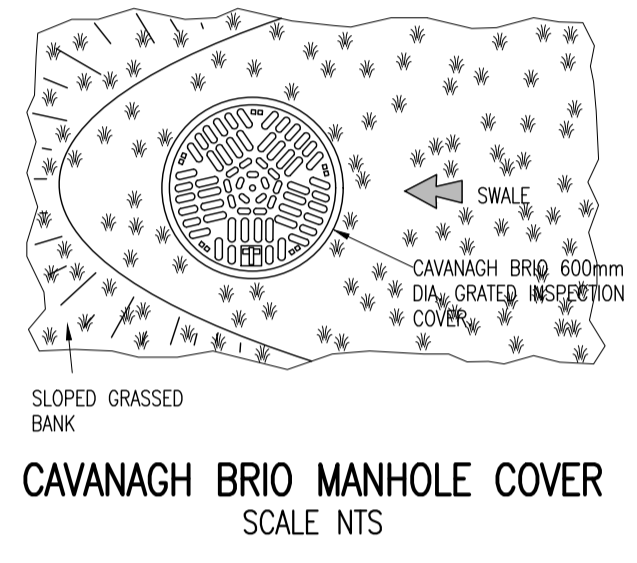 SWALE
CAVANAGH BRIO 600mm
DIA. GRATED INSPECTION
COVER.
SLOPED GRASSED
BANK
CAVANAGH BRIO MANHOLE COVER
SCALE NTS